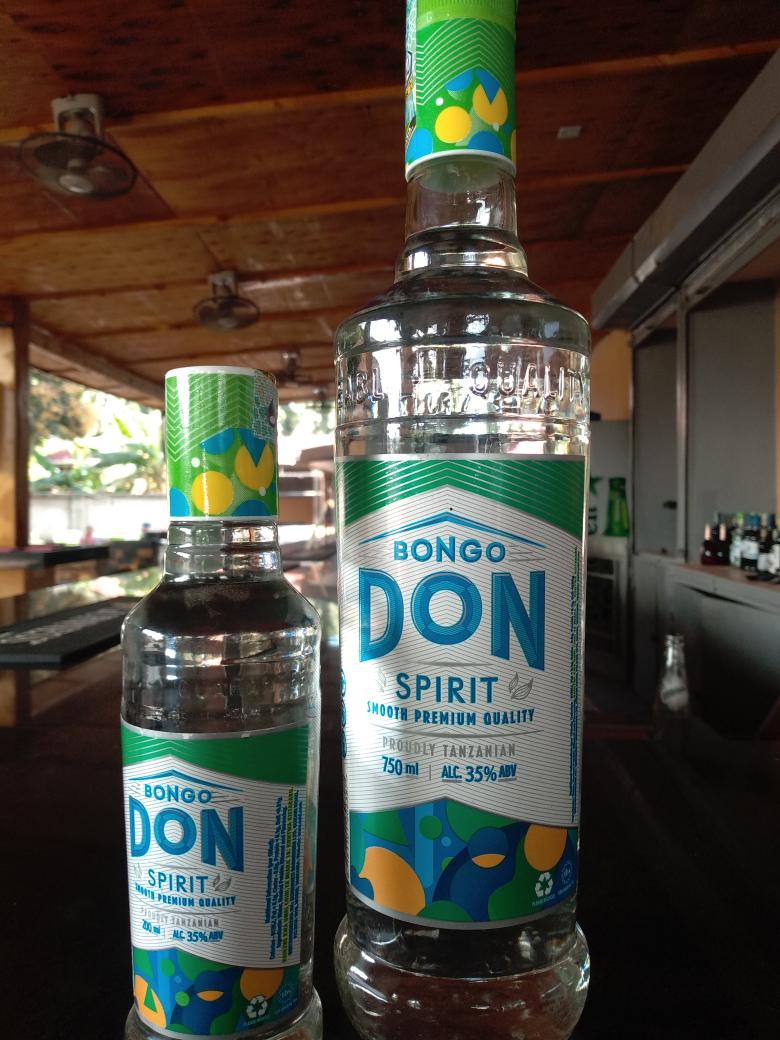 QUALIT
BONGO
DON
SPIRIT
SMOOTH PREMIUM QUALITY
PROUDLY TANZANIAN
750 ml | ALC. 35% ABV
BONGO
DON
SPIRIT
SMOOTH PREMIUM QUALITY
PROUDLY TANZANIAN
200 ml | ALC. 35% ABV